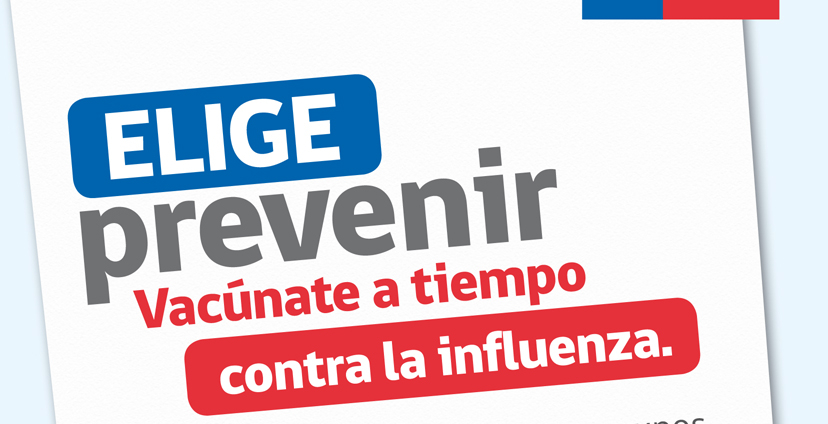 ELIGE
prevenir
Vacúnate a tiempo
contra la influenza.